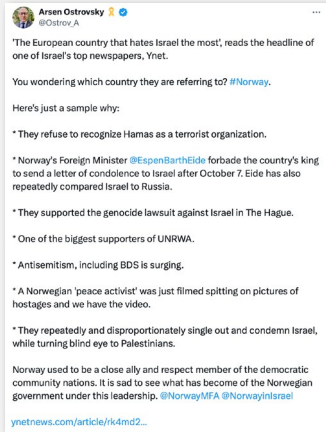 Arsen Ostrovsky
@Ostrov_A
'The European country that hates Israel the most', reads the headline of
one of Israel's top newspapers, Ynet.
You wondering which country they are referring to? #Norway.
Here's just a sample why:
* They refuse to recognize Hamas as a terrorist organization.
* Norway's Foreign Minister @EspenBarthEide forbade the country's king
to send a letter of condolence to Israel after October 7. Eide has also
repeatedly compared Israel to Russia.
* They supported the genocide lawsuit against Israel in The Hague.
* One of the biggest supporters of UNRWA.
* Antisemitism, including BDS is surging.
* A Norwegian 'peace activist' was just filmed spitting on pictures of
hostages and we have the video.
* They repeatedly and disproportionately single out and condemn Israel,
while turning blind eye to Palestinians.
Norway used to be a close ally and respect member of the democratic
community nations. It is sad to see what has become of the Norwegian
government under this leadership. @NorwayMFA @NorwayinIsrael
ynetnews.com/article/rk4md2...